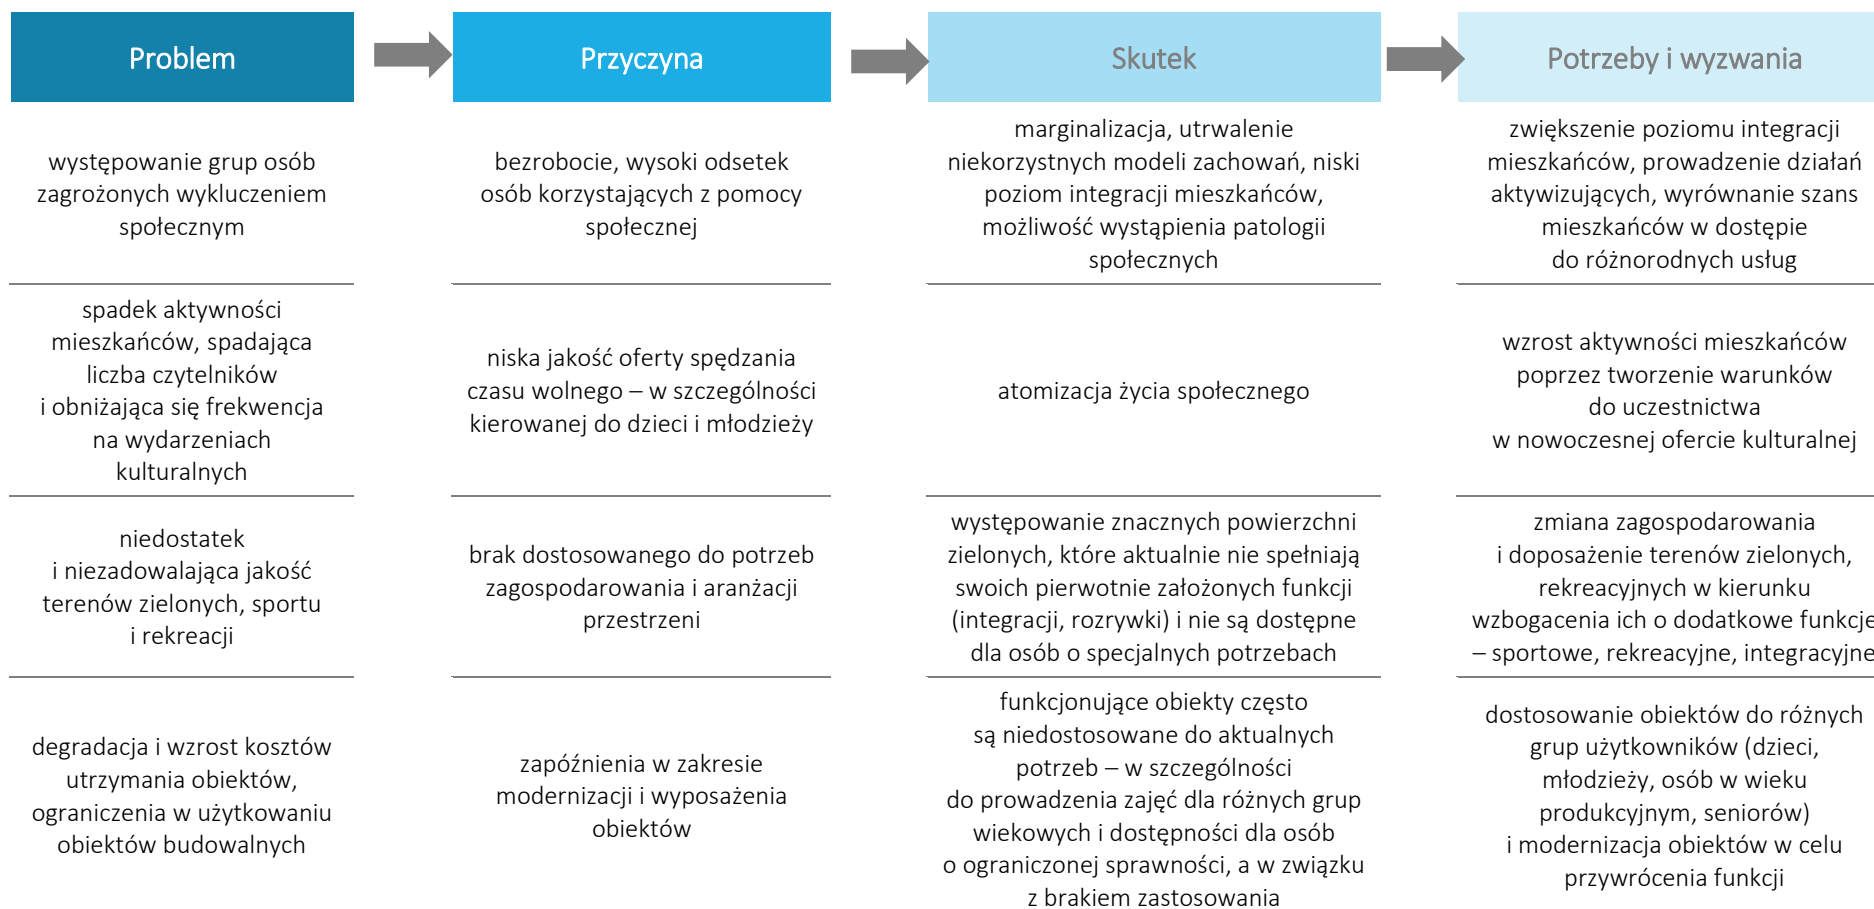 Problem
Przyczyna
Skutek
Potrzeby i wyzwania
występowanie grup osób
zagrożonych wykluczeniem
społecznym
bezrobocie, wysoki odsetek
osób korzystających z pomocy
społecznej
marginalizacja, utrwalenie
niekorzystnych modeli zachowań, niski
poziom integracji mieszkańców,
możliwość wystąpienia patologii
społecznych
zwiększenie poziomu integracji
mieszkańców, prowadzenie działań
aktywizujących, wyrównanie szans
mieszkańców w dostępie
do różnorodnych usług
spadek aktywności
mieszkańców, spadająca
liczba czytelników
i obniżająca się frekwencja
na wydarzeniach
kulturalnych
niska jakość oferty spędzania
czasu wolnego – w szczególności
kierowanej do dzieci i młodzieży
atomizacja życia społecznego
wzrost aktywności mieszkańców
poprzez tworzenie warunków
do uczestnictwa
w nowoczesnej ofercie kulturalnej
niedostatek
i niezadowalająca jakość
terenów zielonych, sportu
i rekreacji
brak dostosowanego do potrzeb
zagospodarowania i aranżacji
przestrzeni
występowanie znacznych powierzchni
zielonych, które aktualnie nie spełniają
swoich pierwotnie założonych funkcji
(integracji, rozrywki) i nie są dostępne
dla osób o specjalnych potrzebach
zmiana zagospodarowania
i doposażenie terenów zielonych,
rekreacyjnych w kierunku
wzbogacenia ich o dodatkowe funkcje
– sportowe, rekreacyjne, integracyjne
degradacja i wzrost kosztów
utrzymania obiektów,
ograniczenia w użytkowaniu
obiektów budowalnych
zapóźnienia w zakresie
modernizacji i wyposażenia
obiektów
funkcjonujące obiekty często
są niedostosowane do aktualnych
potrzeb – w szczególności
do prowadzenia zajęć dla różnych grup
wiekowych i dostępności dla osób
o ograniczonej sprawności, a w związku
z brakiem zastosowania
dostosowanie obiektów do różnych
grup użytkowników (dzieci,
młodzieży, osób w wieku
produkcyjnym, seniorów)
i modernizacja obiektów w celu
przywrócenia funkcji